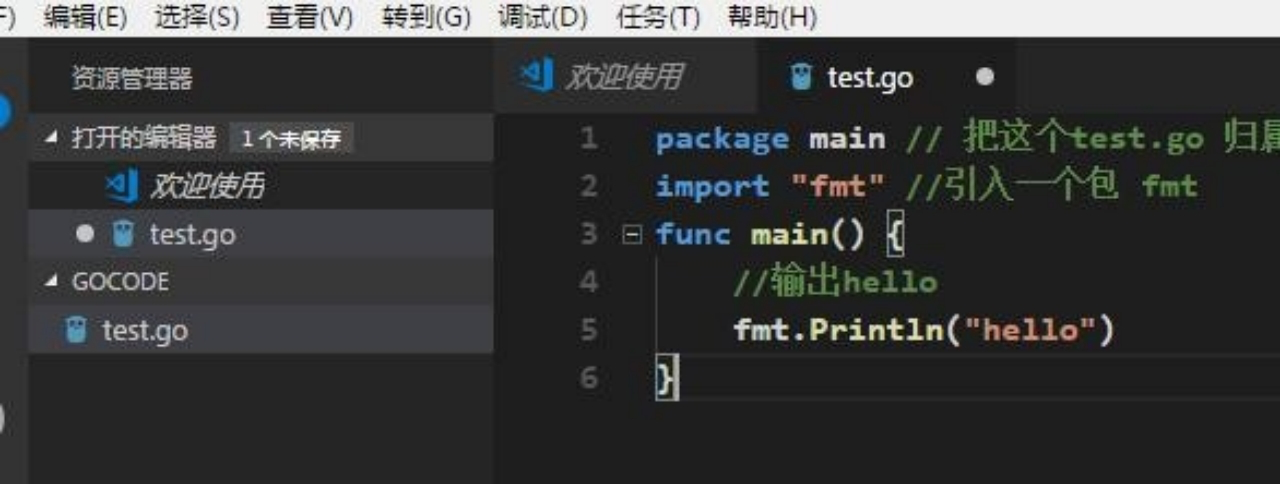 编辑(E) 选择(S) 查看(V) 转到(G) 调试(D) 任务(T) 帮助(H)
资源管理器
打开的编辑器 1 个未保存
欢迎使用
test.go
GOCODE
test.go
欢迎使用 test.go
1 package main // 把这个test.go 归属
2 import "fmt" //引入一个包 fmt
3 func main() {
4 //输出hello
5 fmt.Println("hello")
6 }